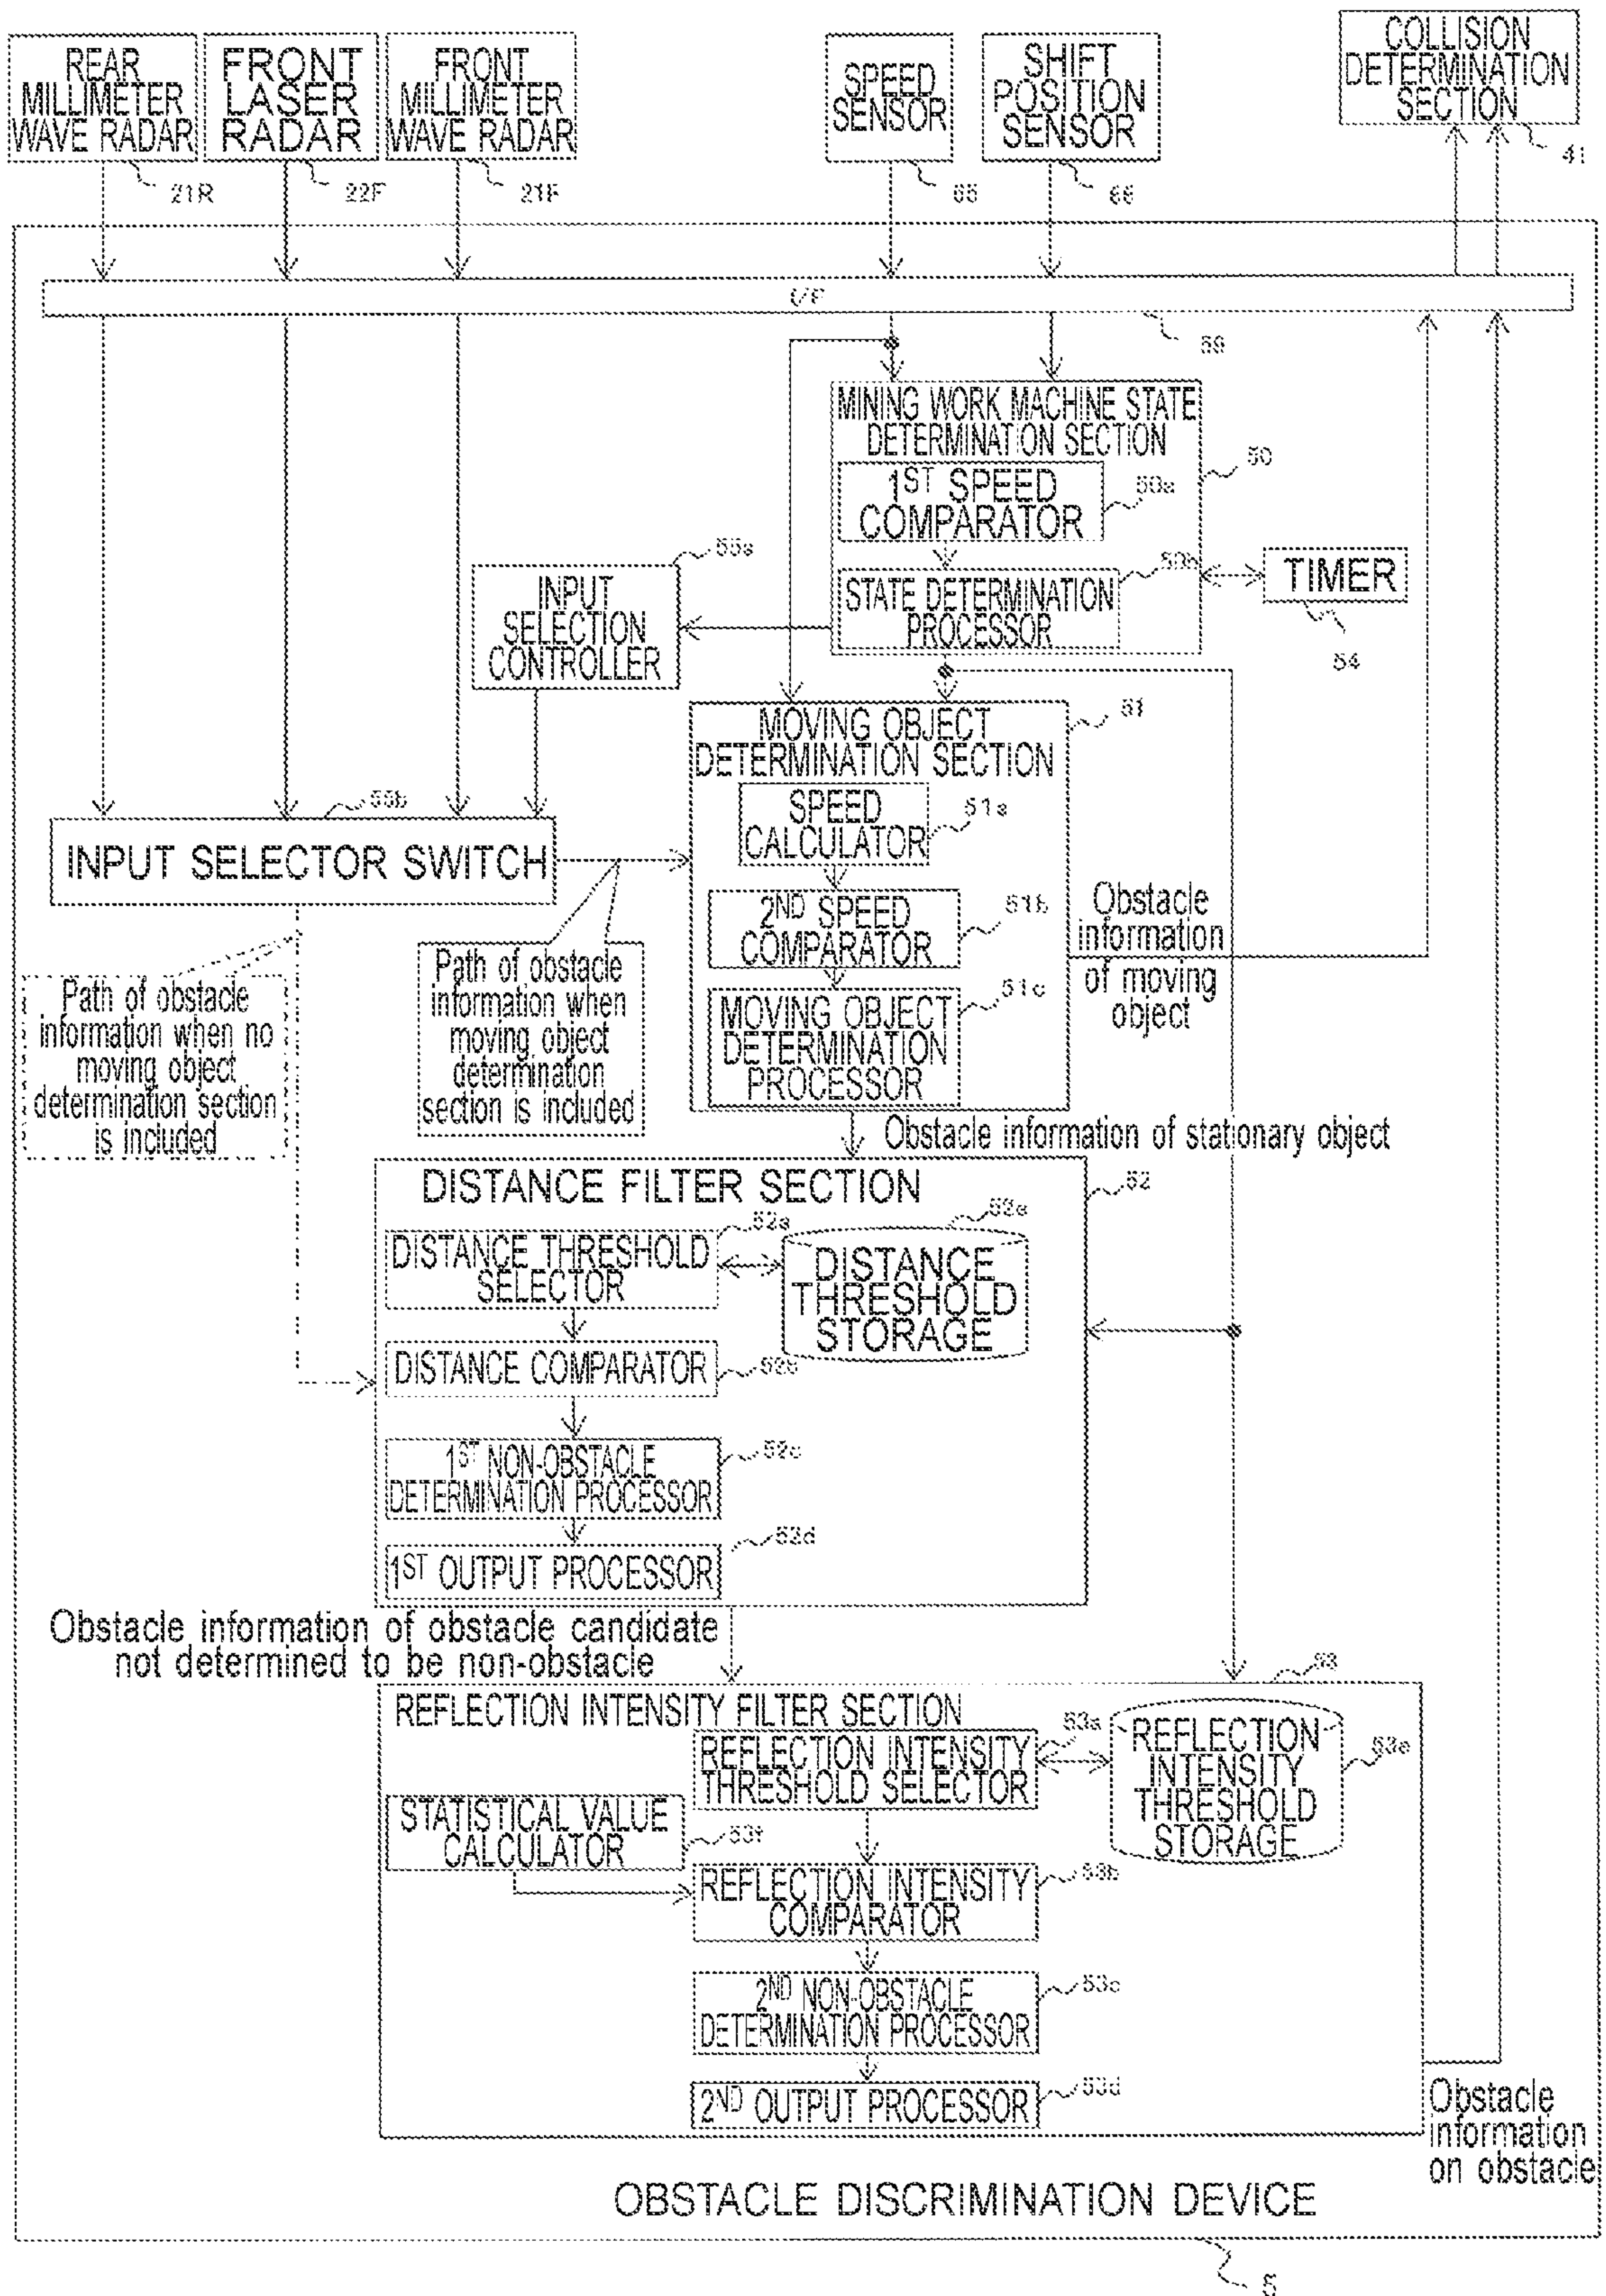 REAR
MILLIMETER
WAVE RADAR
21R
FRONT
LASER
RADAR
22F
FRONT
MILLIMETER
WAVE RADAR
21F
SPEED
SENSOR
65
SHIFT
POSITION
SENSOR
66
COLLISION
DETERMINATION
SECTION
41
I/F
59
MINING WORK MACHINE STATE
DETERMINATION SECTION
50
1ST SPEED
COMPARATOR
50a
STATE DETERMINATION
PROCESSOR
50b
TIMER
54
55a
INPUT
SELECTION
CONTROLLER
55b
INPUT SELECTOR SWITCH
MOVING OBJECT
DETERMINATION SECTION
51
SPEED
CALCULATOR
51a
2ND SPEED
COMPARATOR
51b
MOVING OBJECT
DETERMINATION
PROCESSOR
51c
Obstacle
information
of moving
object
Path of obstacle
information when no
moving object
determination section
is included
Path of obstacle
information when
moving object
determination
section is included
Obstacle information of stationary object
DISTANCE FILTER SECTION
52
DISTANCE THRESHOLD
SELECTOR
52a
DISTANCE
THRESHOLD
STORAGE
52e
DISTANCE COMPARATOR
52b
1ST NON-OBSTACLE
DETERMINATION PROCESSOR
52c
1ST OUTPUT PROCESSOR
52d
Obstacle information of obstacle candidate
not determined to be non-obstacle
REFLECTION INTENSITY FILTER SECTION
53
REFLECTION INTENSITY
THRESHOLD SELECTOR
53a
REFLECTION
INTENSITY
THRESHOLD
STORAGE
53e
STATISTICAL VALUE
CALCULATOR
53f
REFLECTION INTENSITY
COMPARATOR
53b
2ND NON-OBSTACLE
DETERMINATION PROCESSOR
53c
2ND OUTPUT PROCESSOR
53d
Obstacle
information
on obstacle
OBSTACLE DISCRIMINATION DEVICE
5